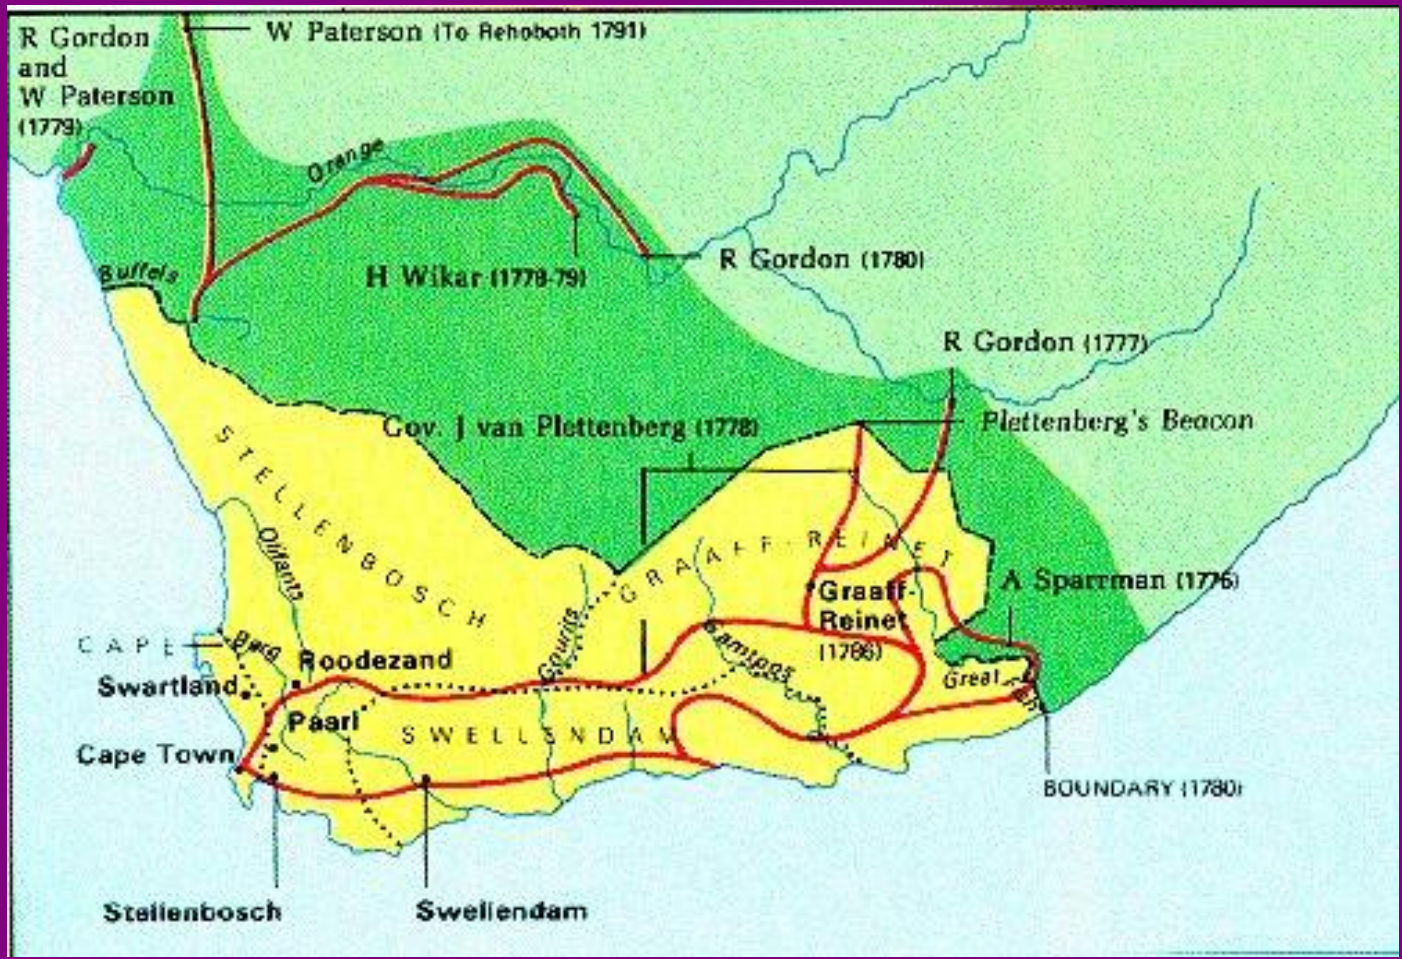 R Gordon
and
W Paterson
(1779)
W Paterson (To Rehoboth 1791)
Orange
Buffels
H Wikar (1778-79)
R Gordon (1780)
R Gordon (1777)
Gov. J van Plettenberg (1778)
Plettenberg's Beacon
STELLENBOSCH
GRAAFF-REINET
Olifants
A Sparrman (1776)
Graaff-
Reinet
(1786)
CAPE
Berg
Roodezand
Gourits
Gamtoos
Great
Swartland
Paarl
SWELLENDAM
Cape Town
BOUNDARY (1780)
Stellenbosch
Swellendam